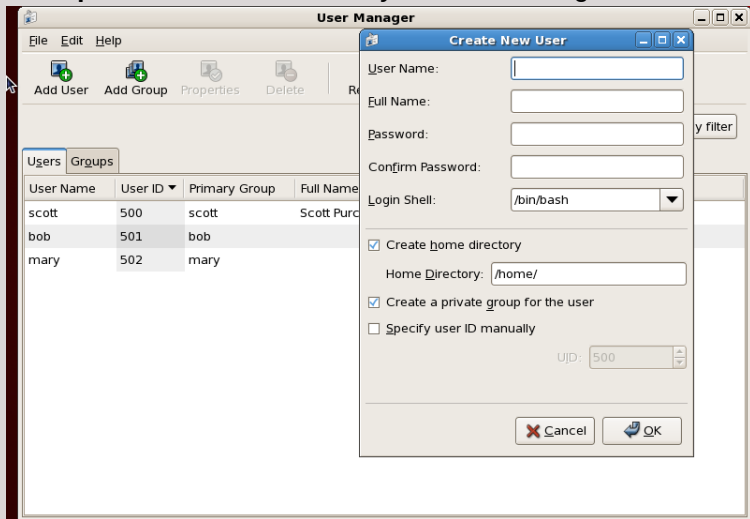 User Manager
File Edit Help
Add User Add Group Properties Delete
y filter
Users Groups
User Name User ID Primary Group Full Name
scott 500 scott Scott Purc
bob 501 bob
mary 502 mary
Create New User
User Name:
Full Name:
Password:
Confirm Password:
Login Shell: /bin/bash
Create home directory
Home Directory: /home/
Create a private group for the user
Specify user ID manually
UID: 500
Cancel OK